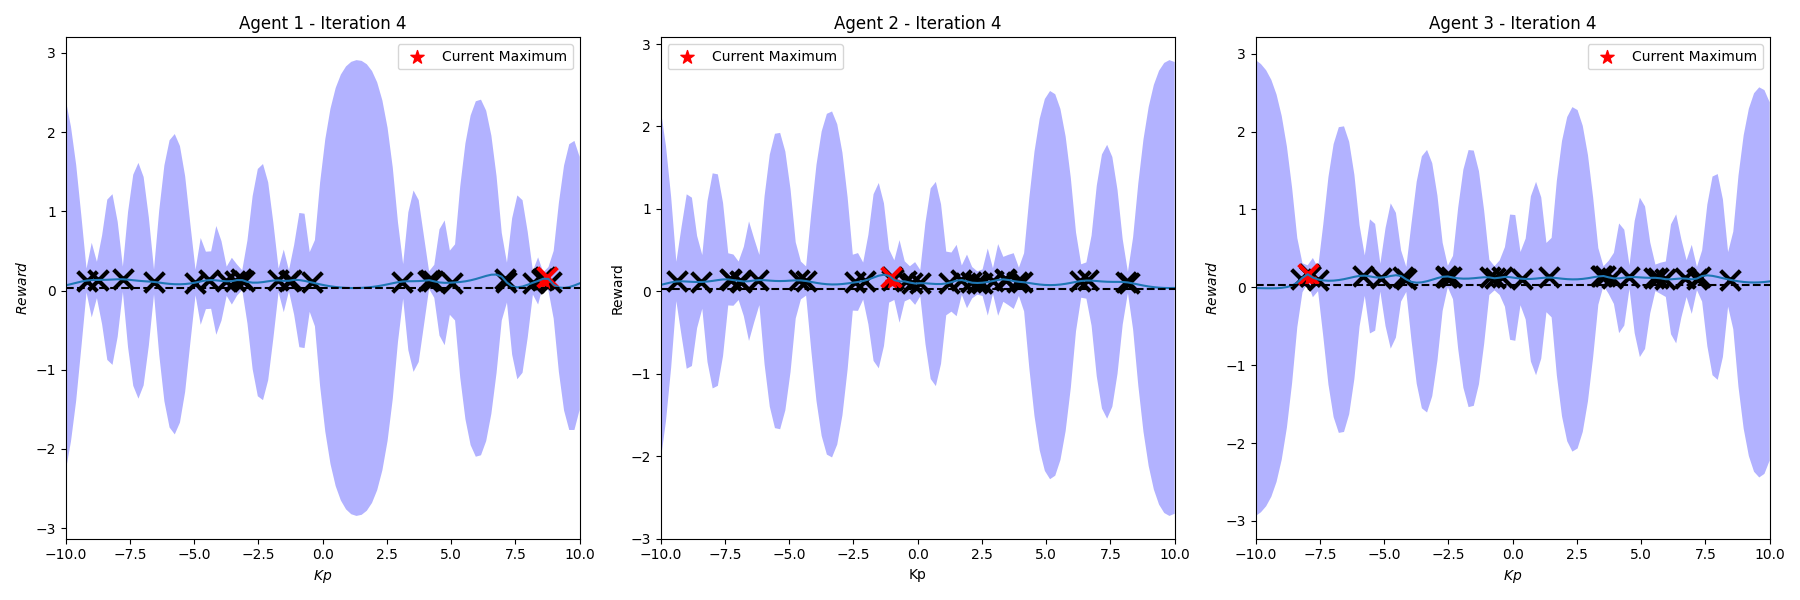 Agent 1 - Iteration 4
Current Maximum
Reward
3
2
1
0
−1
−2
−3
−10.0 −7.5 −5.0 −2.5 0.0 2.5 5.0 7.5 10.0
Kp
Agent 2 - Iteration 4
Current Maximum
Reward
3
2
1
0
−1
−2
−3
−10.0 −7.5 −5.0 −2.5 0.0 2.5 5.0 7.5 10.0
Kp
Agent 3 - Iteration 4
Current Maximum
Reward
3
2
1
0
−1
−2
−3
−10.0 −7.5 −5.0 −2.5 0.0 2.5 5.0 7.5 10.0
Kp